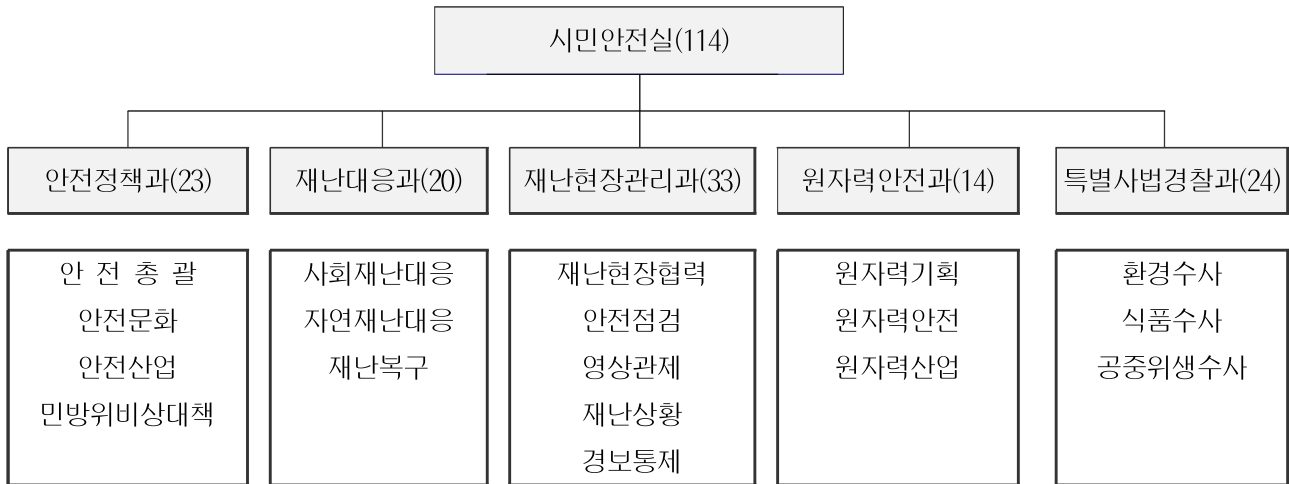 시민안전실(114)
안전정책과(23)
재난대응과(20)
재난현장관리과(33)
원자력안전과(14)
특별사법경찰과(24)
안 전 총 괄
안전문화
안전산업
민방위비상대책
사회재난대응
자연재난대응
재난복구
재난현장협력
안전점검
영상관제
재난상황
경보통제
원자력기획
원자력안전
원자력산업
환경수사
식품수사
공중위생수사